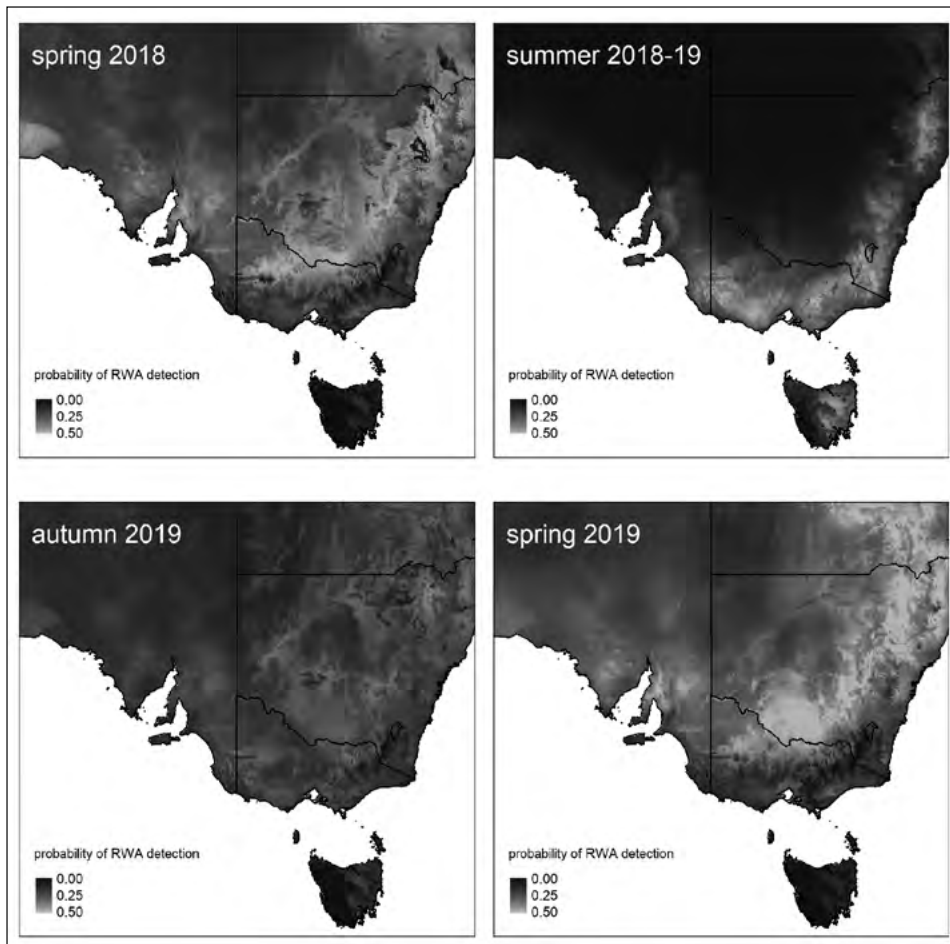 spring 2018
probability of RWA detection
0.00
0.25
0.50
summer 2018-19
probability of RWA detection
0.00
0.25
0.50
autumn 2019
probability of RWA detection
0.00
0.25
0.50
spring 2019
probability of RWA detection
0.00
0.25
0.50